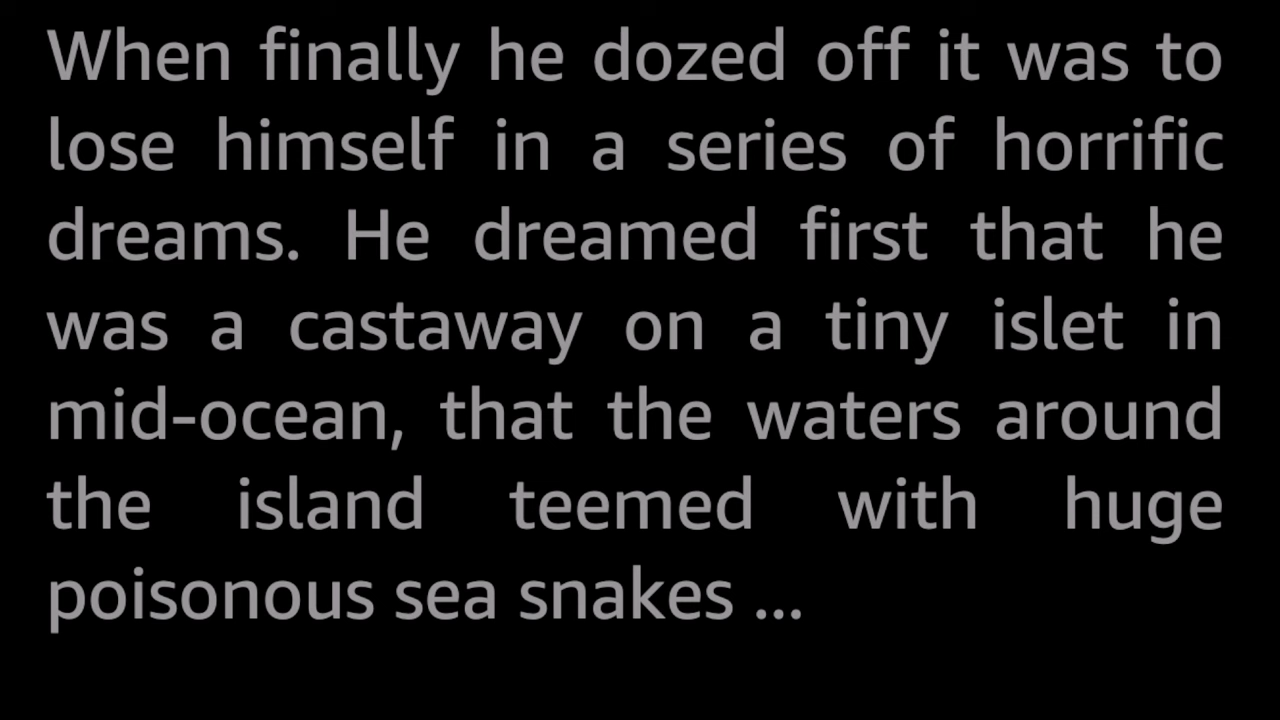 When finally he dozed off it was to
lose himself in a series of horrific
dreams. He dreamed first that he
was a castaway on a tiny islet in
mid-ocean, that the waters around
the island teemed with huge
poisonous sea snakes ...